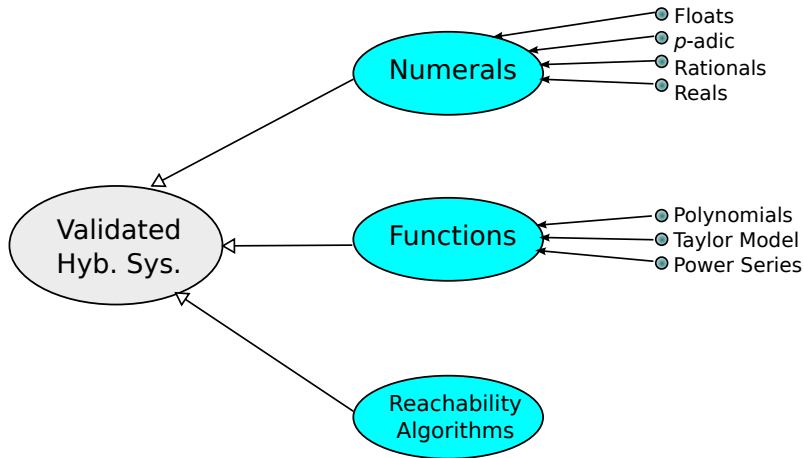 Floats
p-adic
Rationals
Reals
Numerals
Validated
Hyb. Sys.
Functions
Polynomials
Taylor Model
Power Series
Reachability
Algorithms